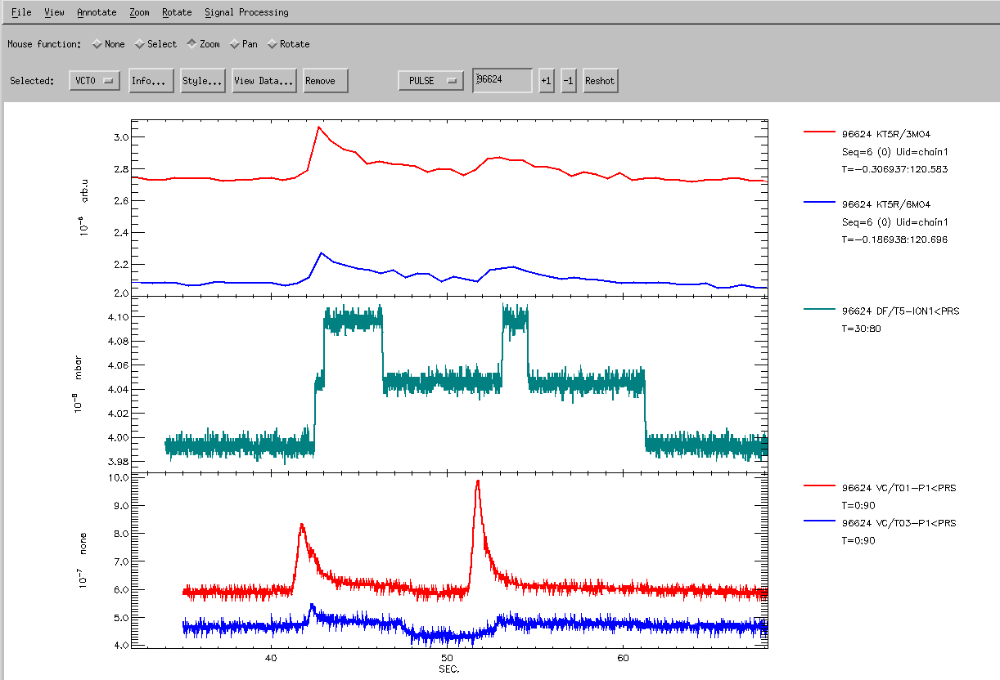 File View Annotate Zoom Rotate Signal Processing
Mouse function: None Select Zoom Pan Rotate
Selected: VCTO Info... Style... View Data... Remove PULSE 96624 +1 -1 Reshot
3.0
2.8
2.6
2.4
2.2
2.0
10⁻⁸ arb.u
96624 KT5R/3MO4
Seq=6 (0) Uid=chain1
T=-0.306937:120.583
96624 KT5R/6MO4
Seq=6 (0) Uid=chain1
T=-0.186938:120.696
4.10
4.08
4.06
4.04
4.02
4.00
3.98
10⁻⁸ mbar
96624 DF/T5-ION1<PRS
T=30:80
10.0
9.0
8.0
7.0
6.0
5.0
4.0
10⁻⁷ none
96624 VC/T01-P1<PRS
T=0:90
96624 VC/T03-P1<PRS
T=0:90
40 50 60
SEC.